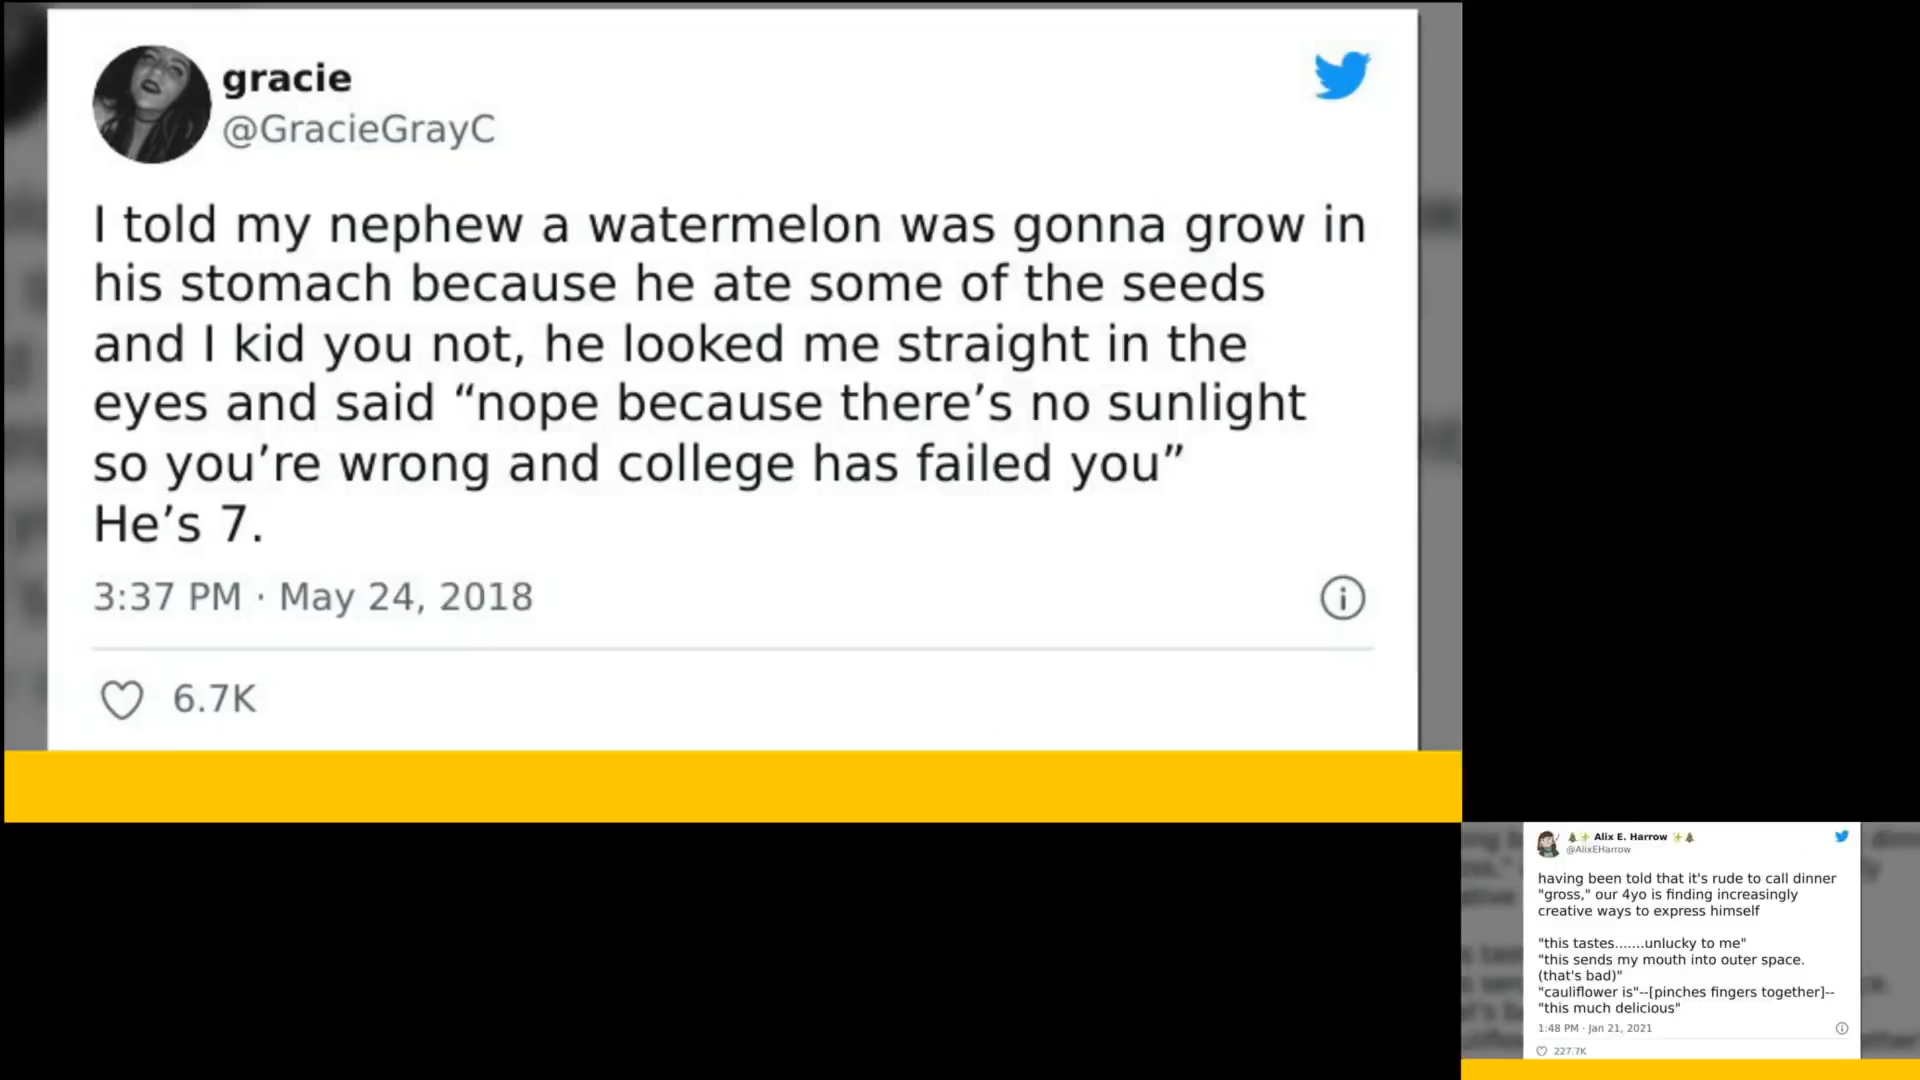 gracie
@GracieGrayC
I told my nephew a watermelon was gonna grow in
his stomach because he ate some of the seeds
and I kid you not, he looked me straight in the
eyes and said “nope because there’s no sunlight
so you’re wrong and college has failed you”
He’s 7.
3:37 PM · May 24, 2018
6.7K
🌲✨ Alix E. Harrow ✨🌲
@AlixEHarrow
having been told that it's rude to call dinner
"gross," our 4yo is finding increasingly
creative ways to express himself
"this tastes.......unlucky to me"
"this sends my mouth into outer space.
(that's bad)"
"cauliflower is"--[pinches fingers together]--
"this much delicious"
1:48 PM · Jan 21, 2021
227.7K